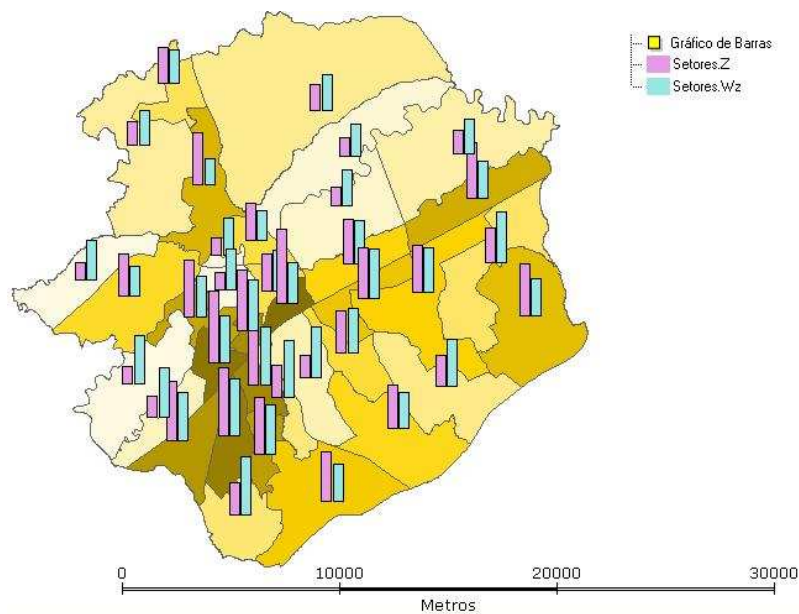 Gráfico de Barras
Setores.Z
Setores.Wz
0 10000 20000 30000
Metros